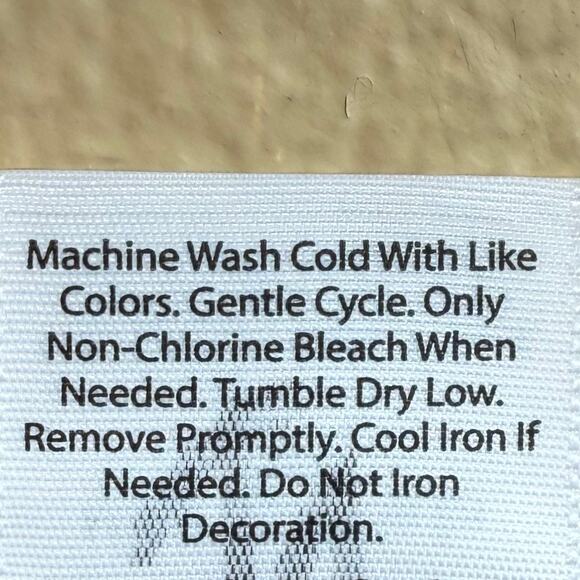 Machine Wash Cold With Like
Colors. Gentle Cycle. Only
Non-Chlorine Bleach When
Needed. Tumble Dry Low.
Remove Promptly. Cool Iron If
Needed. Do Not Iron
Decoration.